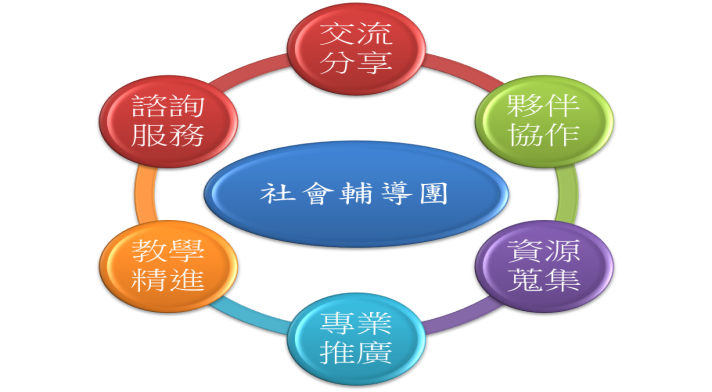 交流
分享
諮詢
服務
夥伴
協作
社會輔導團
教學
精進
資源
蒐集
專業
推廣